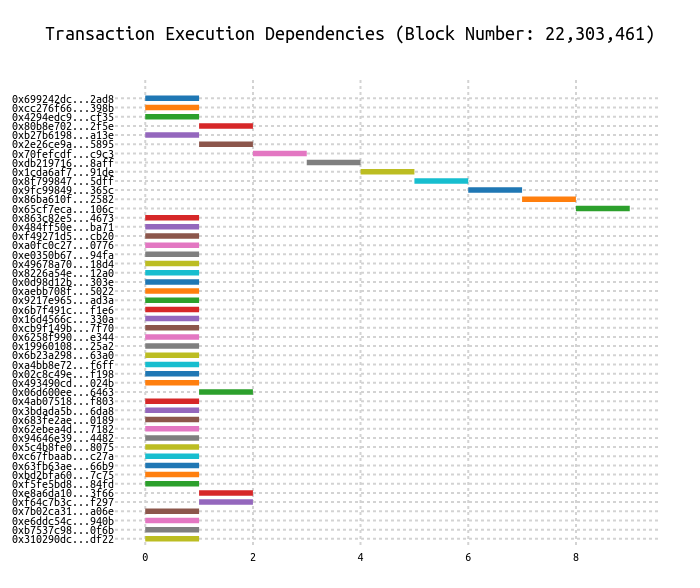 Transaction Execution Dependencies (Block Number: 22,303,461)
0x699242dc...2ad8
0xcc276f66...398b
0x4294edc9...cf35
0x80b8e702...2f5e
0xb27b6198...a13e
0x2e26ce9a...5895
0x70fefcdf...c9c3
0xdb219716...8aff
0x1cda6af7...91de
0x8f799847...5dff
0x9fc99849...365c
0x86ba610f...2582
0x65cf7eca...106c
0x863c82e5...4673
0x484ff50e...ba71
0xf49271d5...cb20
0xa0fc0c27...0776
0xe0350b67...94fa
0x49678a70...18d4
0x8226a54e...12a0
0x0d98d12b...303e
0xaebb708f...5022
0x9217e965...ad3a
0x6b7f491c...f1e6
0x16d4566c...330a
0xcb9f149b...7f70
0x6258f990...e344
0x19960108...25a2
0x6b23a298...63a0
0xa4bb8e72...f6ff
0x02c8c49e...f198
0x493490cd...024b
0x06d600ee...6463
0x4ab07518...f803
0x3bdada5b...6da8
0x683fe2ae...0189
0x62ebea4d...7182
0x94646e39...4482
0x5c4b8fe0...8075
0xc67fbaab...c27a
0x63fb63ae...66b9
0xbd2bfa60...7c75
0xf5fe5bd8...84fd
0xe8a6da10...3f66
0xf64c7b3c...f297
0x7b02ca31...a06e
0xe6ddc54c...940b
0xb7537c98...0f6b
0x310290dc...df22
0 2 4 6 8